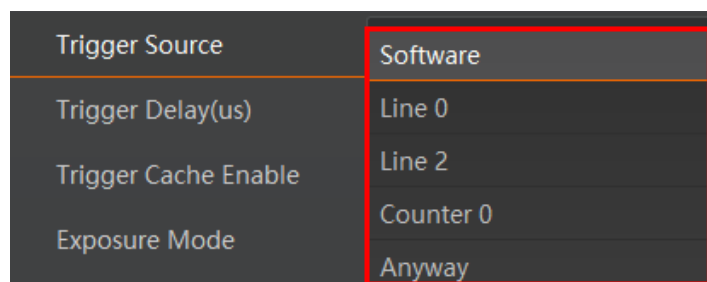 Trigger Source
Software
Trigger Delay(us)
Line 0
Trigger Cache Enable
Line 2
Exposure Mode
Counter 0
Anyway